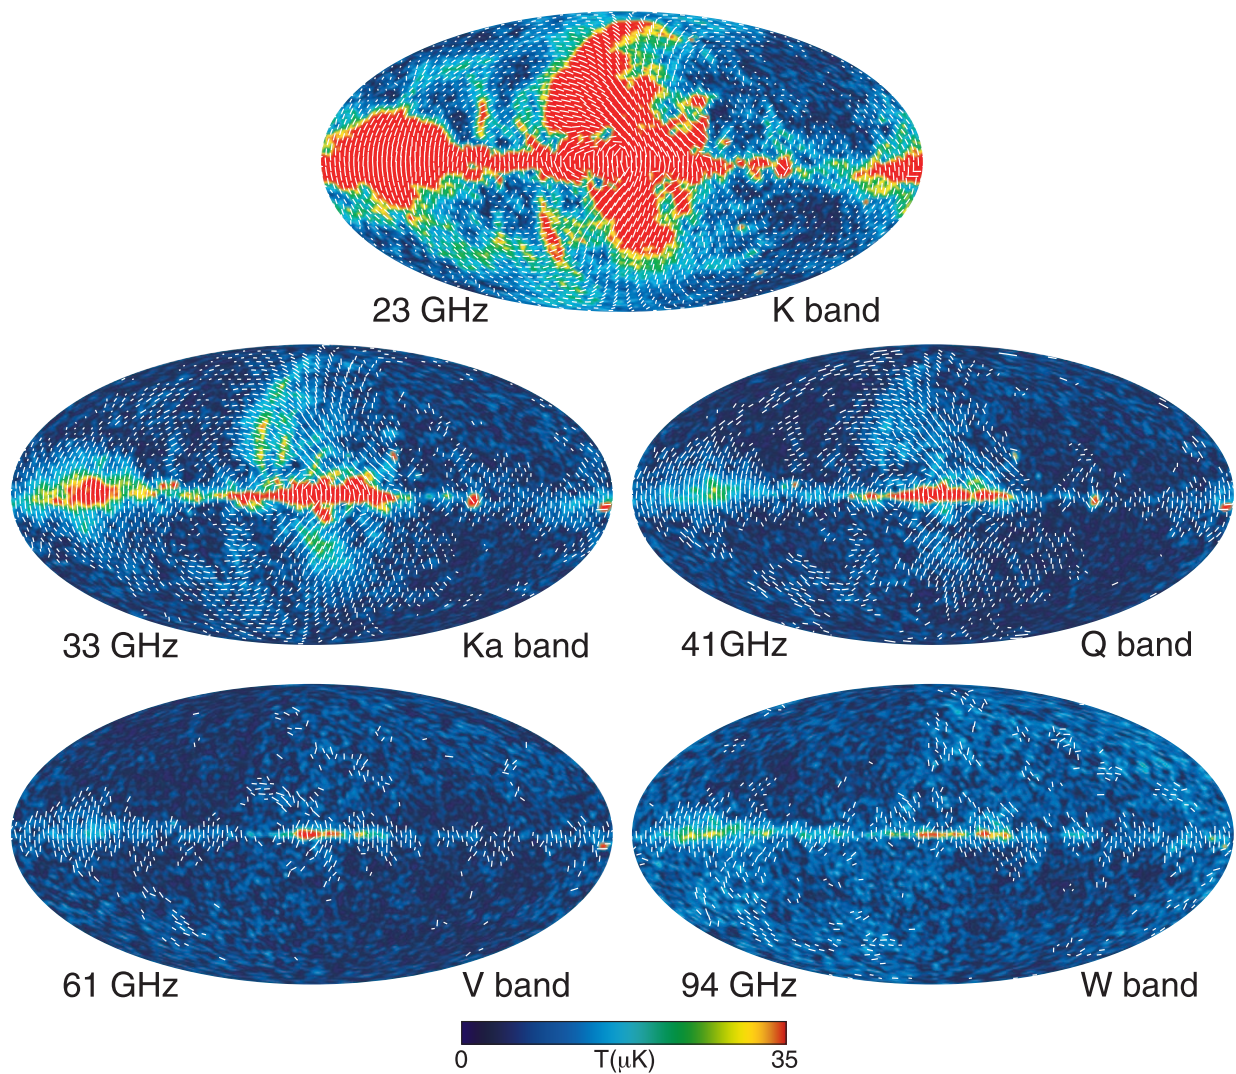 23 GHz K band
33 GHz Ka band
41GHz Q band
61 GHz V band
94 GHz W band
0 T(μK) 35